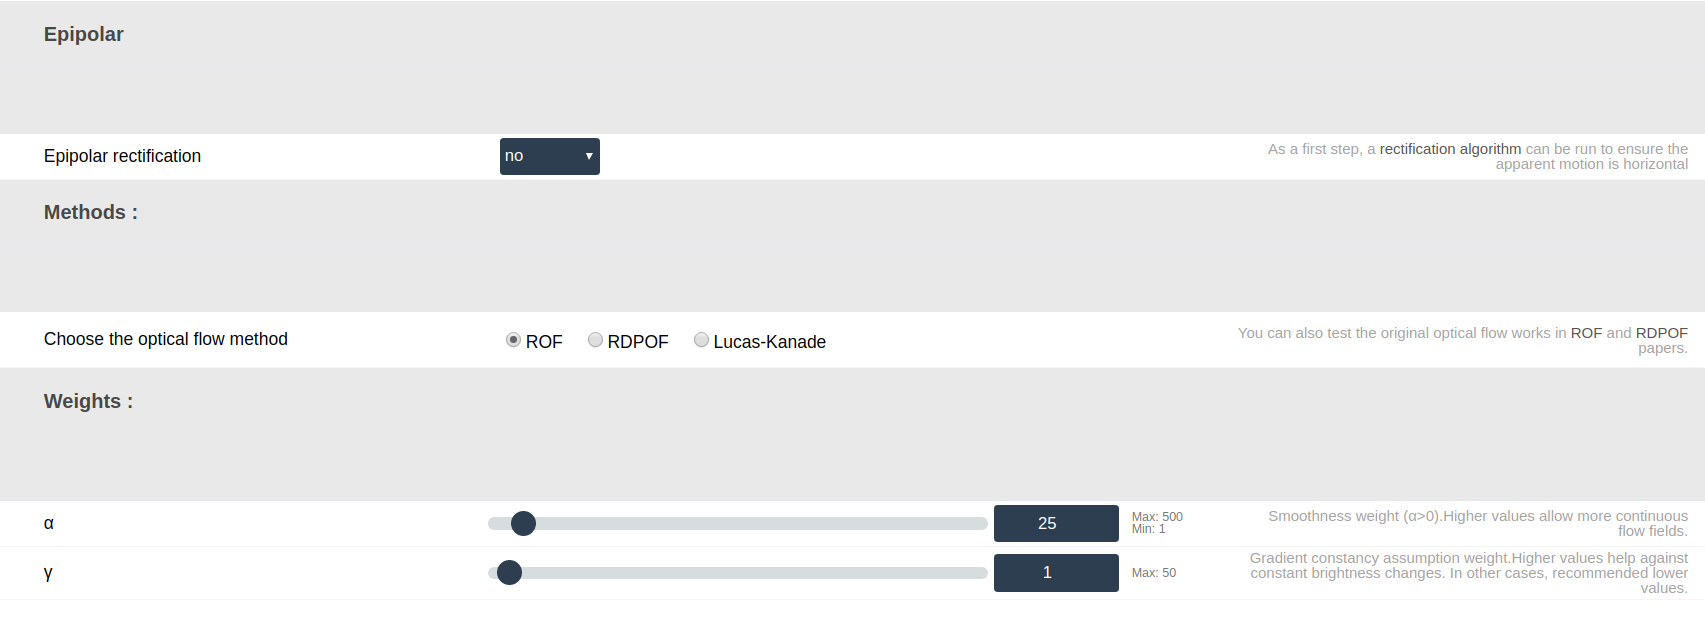 Epipolar
Epipolar rectification
no
As a first step, a rectification algorithm can be run to ensure the
apparent motion is horizontal
Methods :
Choose the optical flow method
ROF
RDPOF
Lucas-Kanade
You can also test the original optical flow works in ROF and RDPOF
papers.
Weights :
α
25
Max: 500
Min: 1
Smoothness weight (α>0).Higher values allow more continuous
flow fields.
γ
1
Max: 50
Gradient constancy assumption weight.Higher values help against
constant brightness changes. In other cases, recommended lower
values.